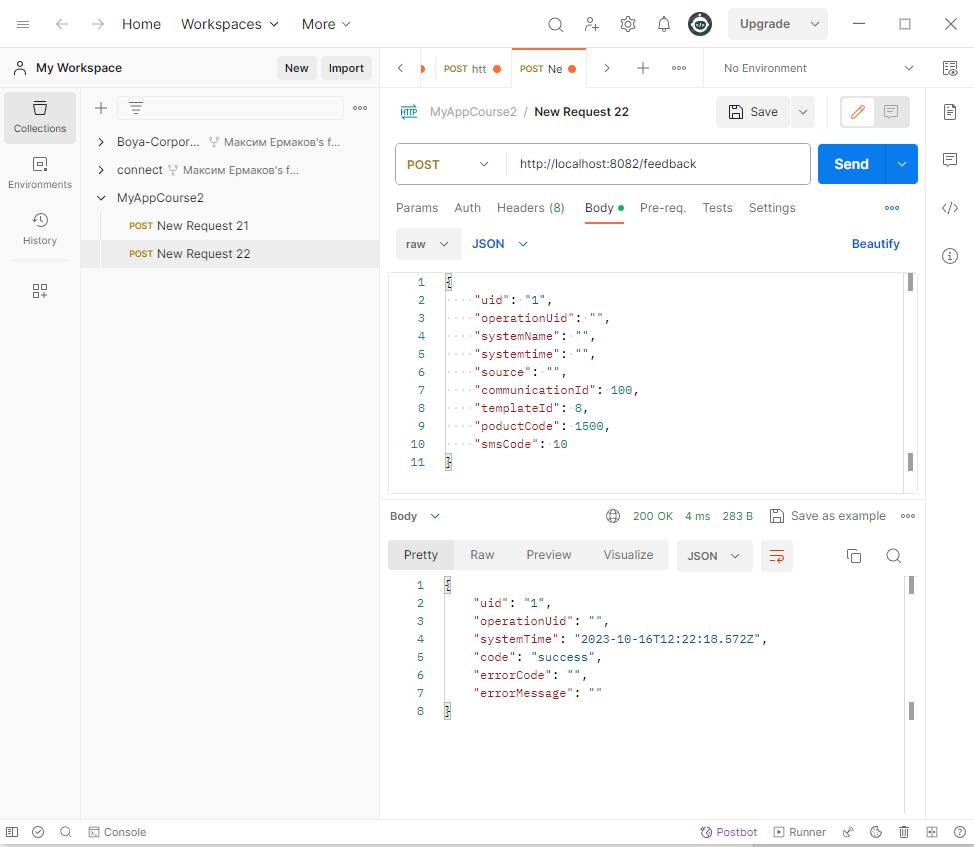 Home Workspaces More Upgrade
My Workspace New Import
POST htt POST Ne No Environment
Collections
Environments
History
Boya-Corpor... Максим Ермаков's f...
connect Максим Ермаков's f...
MyAppCourse2
POST New Request 21
POST New Request 22
HTTP MyAppCourse2 / New Request 22 Save
POST http://localhost:8082/feedback Send
Params Auth Headers (8) Body Pre-req. Tests Settings
raw JSON Beautify
1 {
2 "uid": "1",
3 "operationUid": "",
4 "systemName": "",
5 "systemtime": "",
6 "source": "",
7 "communicationId": 100,
8 "templateId": 8,
9 "poductCode": 1500,
10 "smsCode": 10
11 }
Body 200 OK 4 ms 283 B Save as example
Pretty Raw Preview Visualize JSON
1 {
2 "uid": "1",
3 "operationUid": "",
4 "systemTime": "2023-10-16T12:22:18.572Z",
5 "code": "success",
6 "errorCode": "",
7 "errorMessage": ""
8 }
Console Postbot Runner